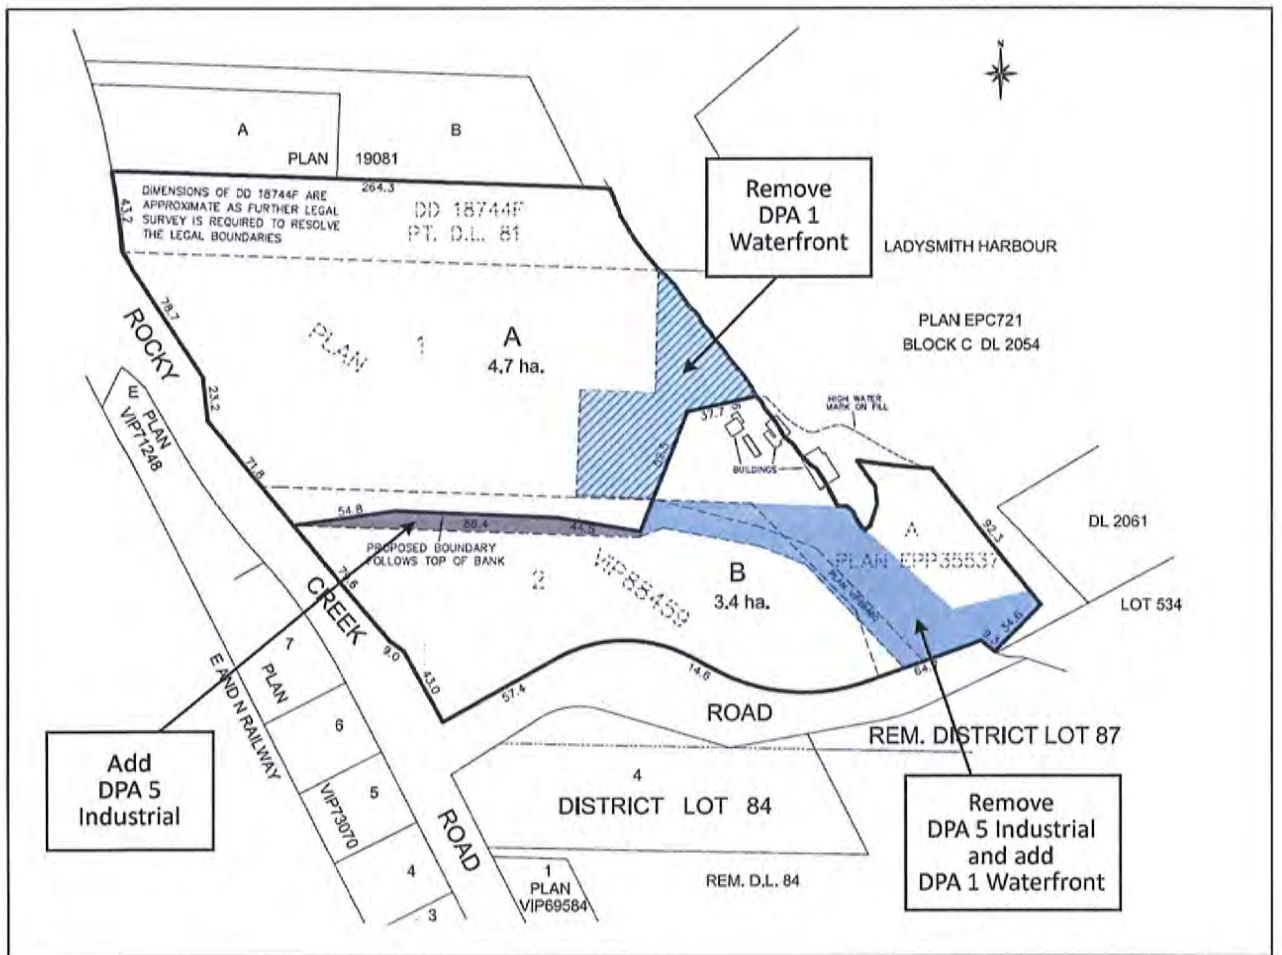 N
A
B
PLAN 19081
264.3
DIMENSIONS OF DD 18744F ARE
APPROXIMATE AS FURTHER LEGAL
SURVEY IS REQUIRED TO RESOLVE
THE LEGAL BOUNDARIES
DD 18744F
PT. D.L. 81
43.2
Remove
DPA 1
Waterfront
LADYSMITH HARBOUR
PLAN EPC721
BLOCK C DL 2054
78.7
ROCKY
PLAN 1
A
4.7 ha.
23.2
E PLAN
VIP71248
HIGH WATER
MARK ON FILL
37.7
BUILDINGS
71.8
54.8
88.4
44.5
PROPOSED BOUNDARY
FOLLOWS TOP OF BANK
92.3
DL 2061
A
PLAN EPP35537
2
VIP88459
B
3.4 ha.
CREEK
LOT 534
34.6
9.0
43.0
57.4
14.6
ROAD
7
PLAN
E AND N RAILWAY
6
5
VIP73070
4
3
REM. DISTRICT LOT 87
Add
DPA 5
Industrial
4
DISTRICT LOT 84
ROAD
Remove
DPA 5 Industrial
and add
DPA 1 Waterfront
1
PLAN
VIP69584
REM. D.L. 84